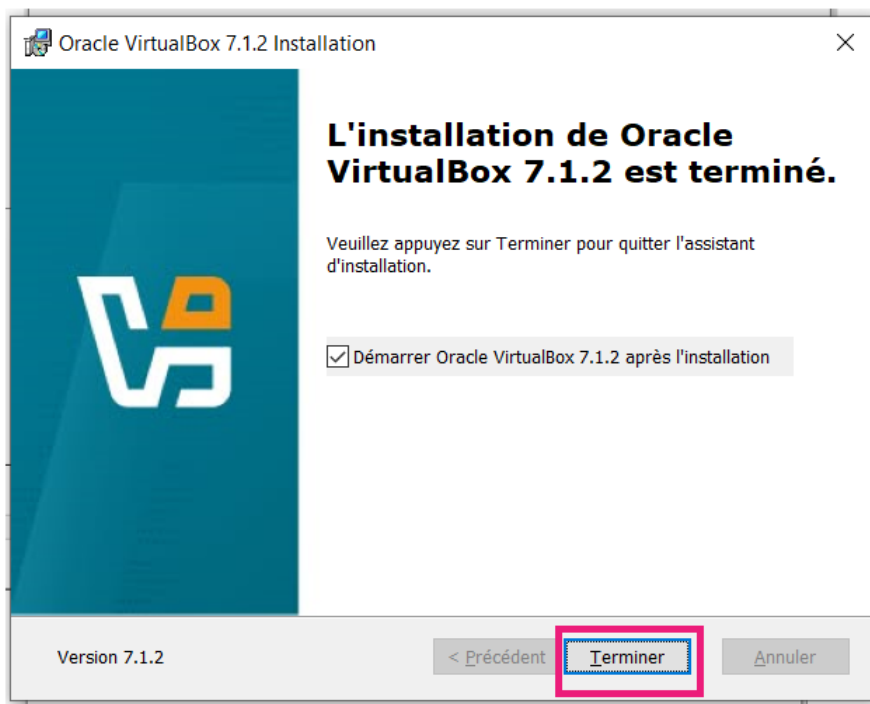 Oracle VirtualBox 7.1.2 Installation
L'installation de Oracle
VirtualBox 7.1.2 est terminé.
Veuillez appuyez sur Terminer pour quitter l'assistant
d'installation.
Démarrer Oracle VirtualBox 7.1.2 après l'installation
Version 7.1.2
< Précédent
Terminer
Annuler